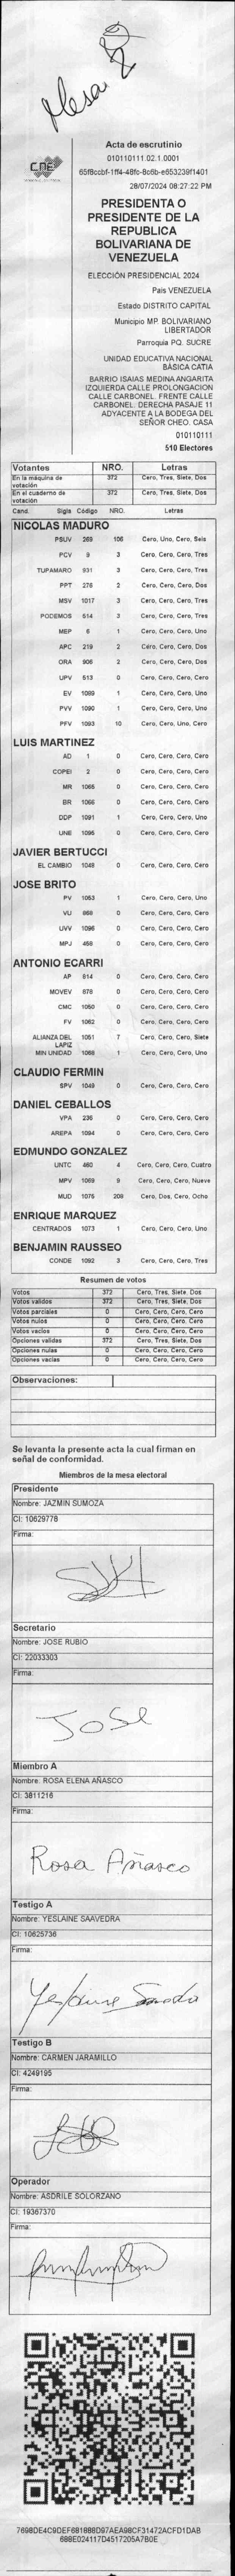 Mesa 2
CNE
Acta de escrutinio
010110111.02.1.0001
28/07/2024 08:27:22 PM
PRESIDENTA O
PRESIDENTE DE LA
REPUBLICA
BOLIVARIANA DE
VENEZUELA
ELECCIÓN PRESIDENCIAL 2024
País VENEZUELA
Estado DISTRITO CAPITAL
Municipio MP. BOLIVARIANO
LIBERTADOR
Parroquia PQ. SUCRE
UNIDAD EDUCATIVA NACIONAL
BÁSICA CATIA
BARRIO ISAIAS MEDINA ANGARITA
IZQUIERDA CALLE PROLONGACION
CALLE CARBONEL. FRENTE CALLE
CARBONEL. DERECHA PASAJE 11
ADYACENTE A LA BODEGA DEL
SEÑOR CHEO. CASA
010110111
510 Electores
Votantes NRO. Letras
En la máquina de votación 372 Cero, Tres, Siete, Dos
En el cuaderno de votación 372 Cero, Tres, Siete, Dos
Cand. Sigla Código NRO. Letras
NICOLAS MADURO
PSUV 268 106 Cero, Uno, Cero, Seis
PCV 9 3 Cero, Cero, Cero, Tres
TUPAMARO 931 3 Cero, Cero, Cero, Tres
PPT 276 2 Cero, Cero, Cero, Dos
MSV 1017 3 Cero, Cero, Cero, Tres
PODEMOS 514 3 Cero, Cero, Cero, Tres
MEP 6 1 Cero, Cero, Cero, Uno
APC 219 2 Cero, Cero, Cero, Dos
ORA 906 2 Cero, Cero, Cero, Dos
UPV 513 0 Cero, Cero, Cero, Cero
EV 1089 1 Cero, Cero, Cero, Uno
PVV 1090 1 Cero, Cero, Cero, Uno
PFV 1093 10 Cero, Cero, Uno, Cero
LUIS MARTINEZ
AD 1 0 Cero, Cero, Cero, Cero
COPEI 2 0 Cero, Cero, Cero, Cero
MR 1065 0 Cero, Cero, Cero, Cero
BR 1066 0 Cero, Cero, Cero, Cero
DDP 1091 1 Cero, Cero, Cero, Uno
UNE 1095 0 Cero, Cero, Cero, Cero
JAVIER BERTUCCI
EL CAMBIO 1048 0 Cero, Cero, Cero, Cero
JOSE BRITO
PV 1053 1 Cero, Cero, Cero, Uno
VU 868 0 Cero, Cero, Cero, Cero
UVV 1096 0 Cero, Cero, Cero, Cero
MPJ 458 0 Cero, Cero, Cero, Cero
ANTONIO ECARRI
AP 814 0 Cero, Cero, Cero, Cero
MOVEV 878 0 Cero, Cero, Cero, Cero
CMC 1050 0 Cero, Cero, Cero, Cero
FV 1062 0 Cero, Cero, Cero, Cero
ALIANZA DEL 1051 7 Cero, Cero, Cero, Siete
LAPIZ
MIN UNIDAD 1068 1 Cero, Cero, Cero, Uno
CLAUDIO FERMIN
SPV 1049 0 Cero, Cero, Cero, Cero
DANIEL CEBALLOS
VPA 236 0 Cero, Cero, Cero, Cero
AREPA 1094 0 Cero, Cero, Cero, Cero
EDMUNDO GONZALEZ
UNTC 460 4 Cero, Cero, Cero, Cuatro
MPV 1069 9 Cero, Cero, Cero, Nueve
MUD 1075 208 Cero, Dos, Cero, Ocho
ENRIQUE MARQUEZ
CENTRADOS 1073 1 Cero, Cero, Cero, Uno
BENJAMIN RAUSSEO
CONDE 1092 3 Cero, Cero, Cero, Tres
Resumen de votos
Votos 372 Cero, Tres, Siete, Dos
Votos validos 372 Cero, Tres, Siete, Dos
Votos parciales 0 Cero, Cero, Cero, Cero
Votos nulos 0 Cero, Cero, Cero, Cero
Votos vacios 0 Cero, Cero, Cero, Cero
Opciones validas 372 Cero, Tres, Siete, Dos
Opciones nulas 0 Cero, Cero, Cero, Cero
Opciones vacias 0 Cero, Cero, Cero, Cero
Observaciones:
Se levanta la presente acta la cual firman en
señal de conformidad.
Miembros de la mesa electoral
Presidente
Nombre: JAZMIN SUMOZA
CI: 10629778
Firma:
Secretario
Nombre: JOSE RUBIO
CI: 22033303
Firma:
JOSE
Miembro A
Nombre: ROSA ELENA AÑASCO
CI: 3811216
Firma:
Rosa Añasco
Testigo A
Nombre: YESLAINE SAAVEDRA
CI: 10625736
Firma:
Testigo B
Nombre: CARMEN JARAMILLO
CI: 4249195
Firma:
Operador
Nombre: ASDRILE SOLORZANO
CI: 19367370
Firma: